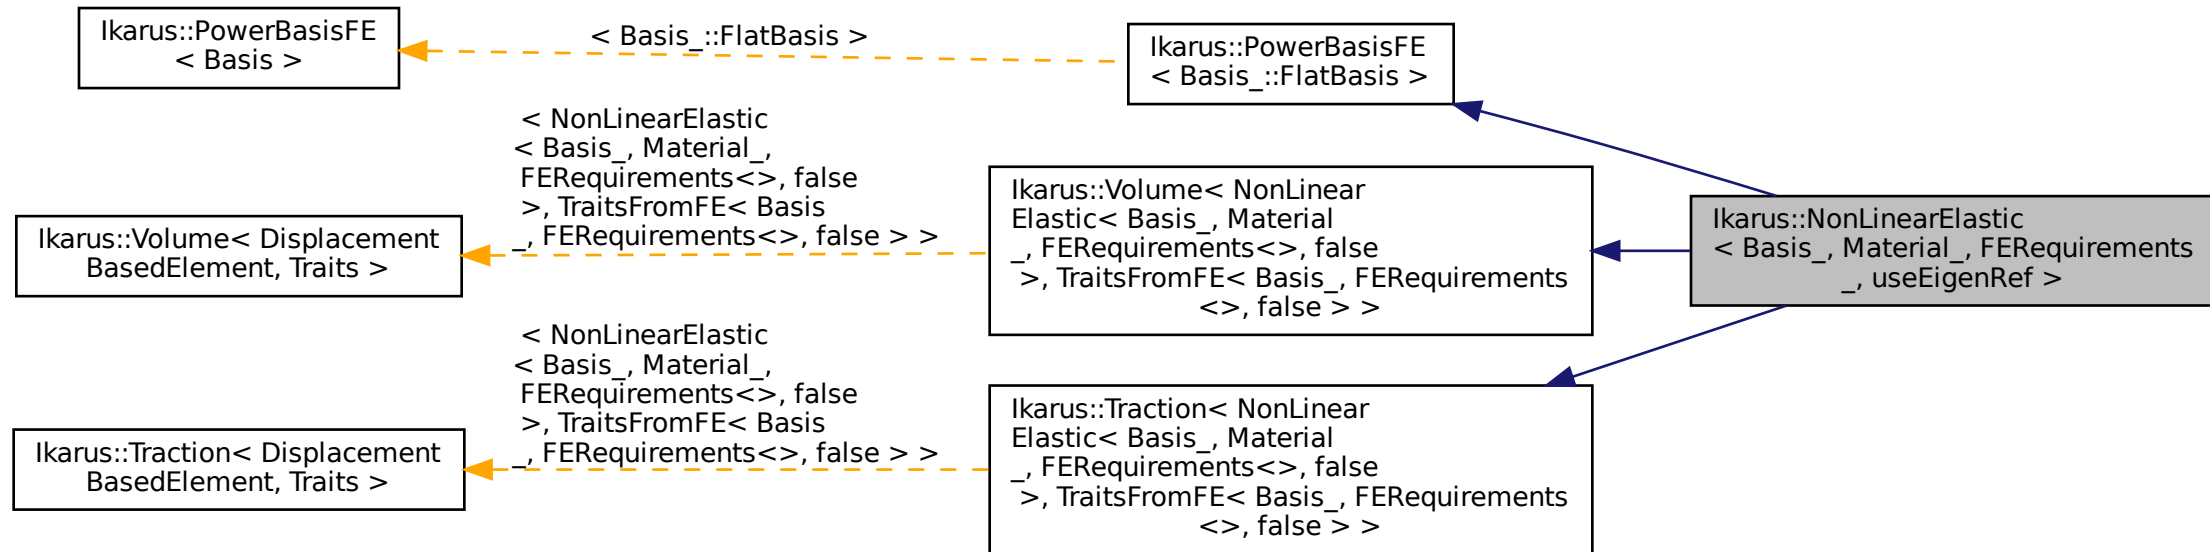 Ikarus::PowerBasisFE
< Basis >
< Basis_::FlatBasis >
Ikarus::PowerBasisFE
< Basis_::FlatBasis >
< NonLinearElastic
< Basis_, Material_,
FERequirements<>, false
>, TraitsFromFE< Basis
_, FERequirements<>, false > >
Ikarus::Volume< Displacement
BasedElement, Traits >
Ikarus::Volume< NonLinear
Elastic< Basis_, Material
_, FERequirements<>, false
>, TraitsFromFE< Basis_, FERequirements
<>, false > >
Ikarus::NonLinearElastic
< Basis_, Material_, FERequirements
_, useEigenRef >
< NonLinearElastic
< Basis_, Material_,
FERequirements<>, false
>, TraitsFromFE< Basis
_, FERequirements<>, false > >
Ikarus::Traction< Displacement
BasedElement, Traits >
Ikarus::Traction< NonLinear
Elastic< Basis_, Material
_, FERequirements<>, false
>, TraitsFromFE< Basis_, FERequirements
<>, false > >